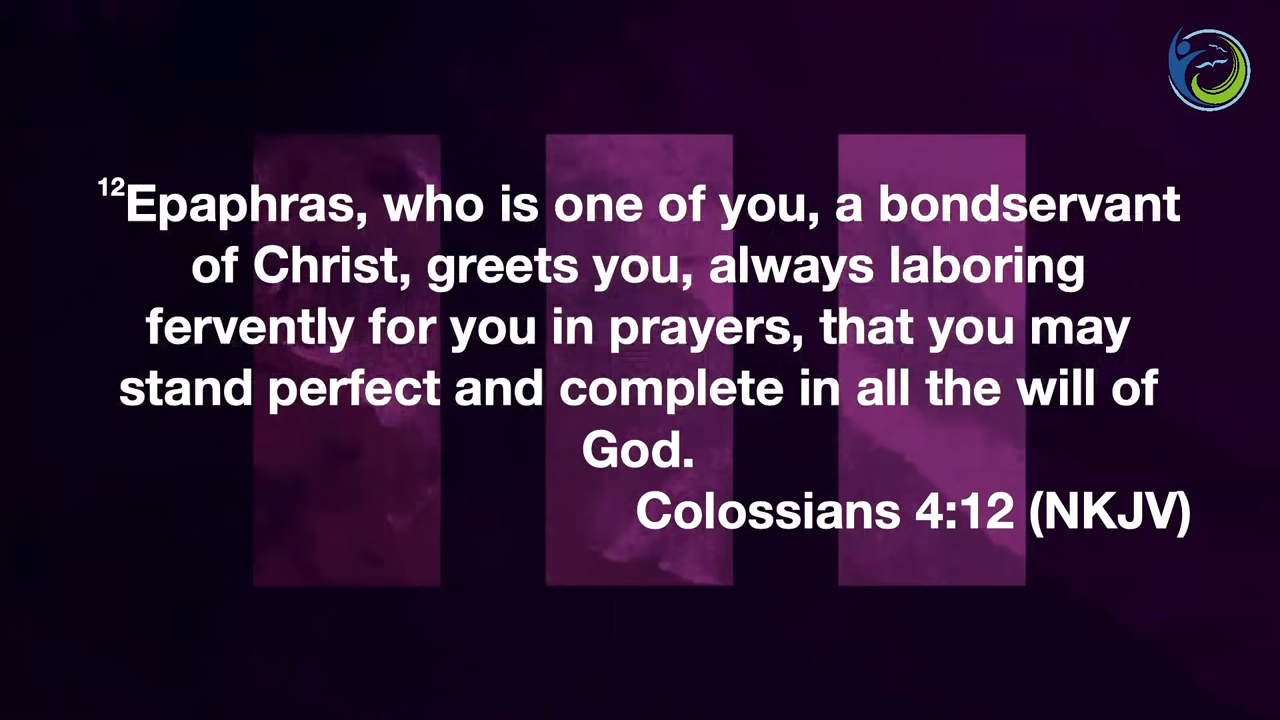 12Epaphras, who is one of you, a bondservant
of Christ, greets you, always laboring
fervently for you in prayers, that you may
stand perfect and complete in all the will of
God.
Colossians 4:12 (NKJV)